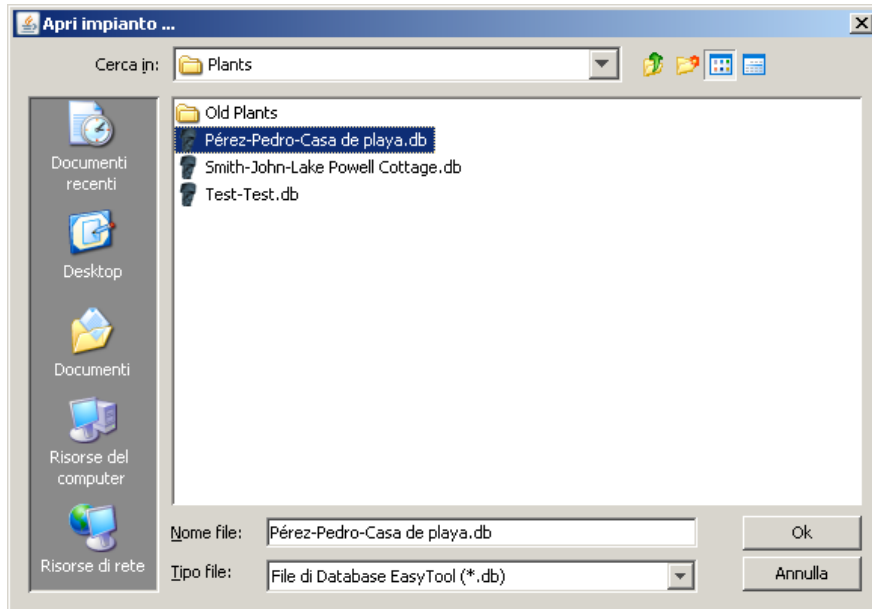 Apri impianto ...
Cerca in: Plants
Old Plants
Pérez-Pedro-Casa de playa.db
Smith-John-Lake Powell Cottage.db
Test-Test.db
Documenti
recenti
Desktop
Documenti
Risorse del
computer
Risorse di rete
Nome file: Pérez-Pedro-Casa de playa.db Ok
Tipo file: File di Database EasyTool (*.db) Annulla